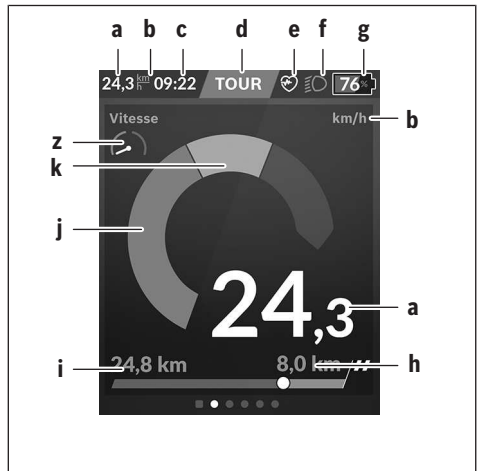 a b c d e f g
24,3 km/h 09:22 TOUR 76%
Vitesse km/h b
z
k
j
24,3 a
i 24,8 km 8,0 km h